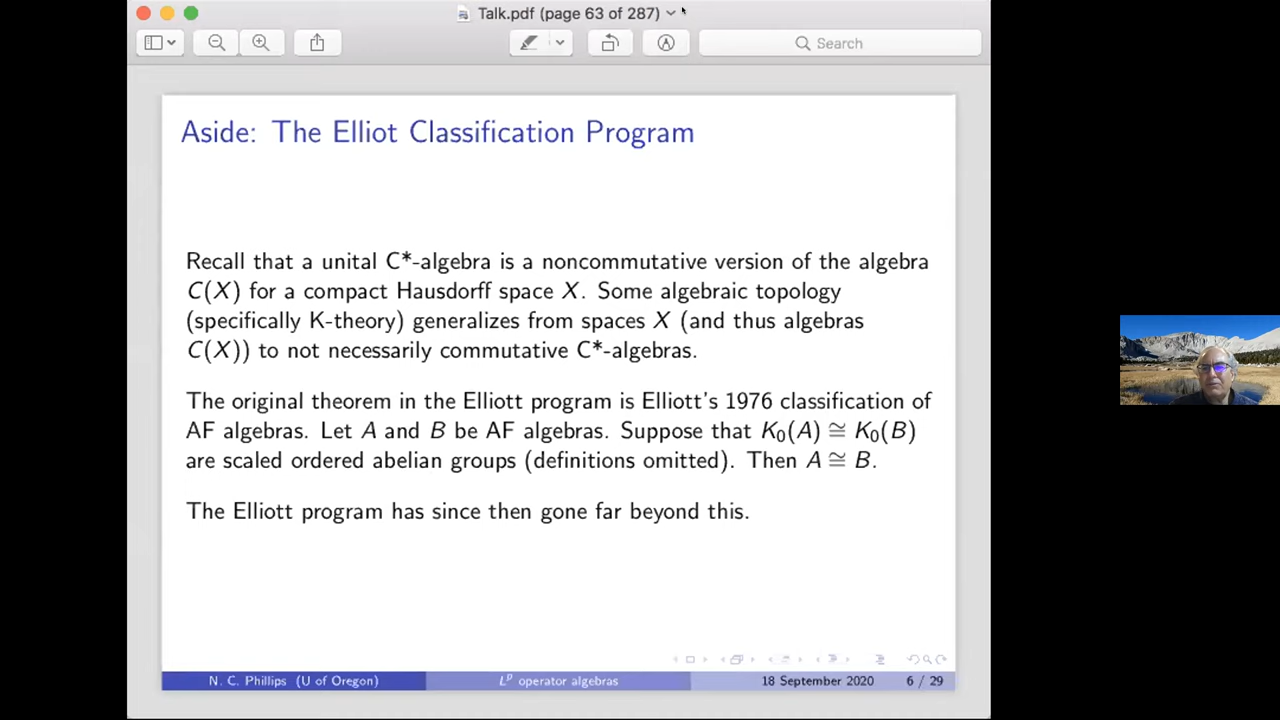 Talk.pdf (page 63 of 287)
Search
Aside: The Elliot Classification Program
Recall that a unital C*-algebra is a noncommutative version of the algebra
C(X) for a compact Hausdorff space X. Some algebraic topology
(specifically K-theory) generalizes from spaces X (and thus algebras
C(X)) to not necessarily commutative C*-algebras.
The original theorem in the Elliott program is Elliott's 1976 classification of
AF algebras. Let A and B be AF algebras. Suppose that K₀(A) ≅ K₀(B)
are scaled ordered abelian groups (definitions omitted). Then A ≅ B.
The Elliott program has since then gone far beyond this.
N. C. Phillips (U of Oregon)
Lᵖ operator algebras
18 September 2020
6 / 29